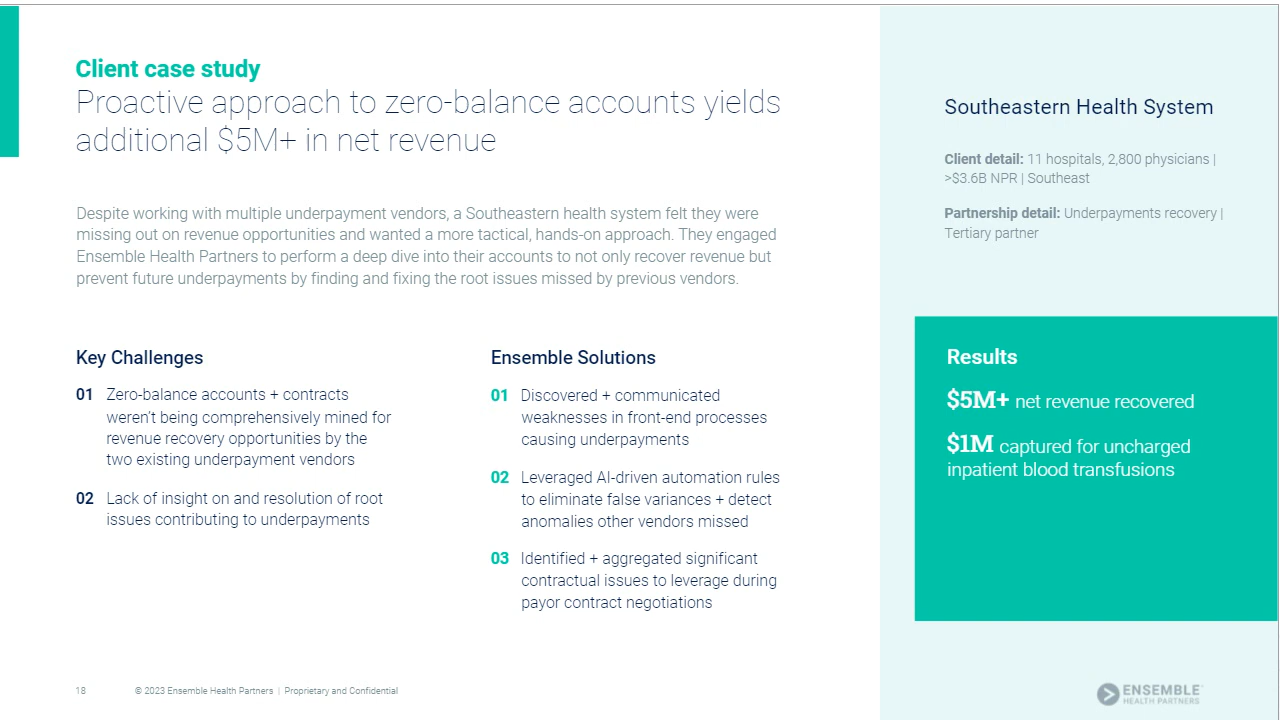 Client case study
Proactive approach to zero-balance accounts yields
additional $5M+ in net revenue
Despite working with multiple underpayment vendors, a Southeastern health system felt they were
missing out on revenue opportunities and wanted a more tactical, hands-on approach. They engaged
Ensemble Health Partners to perform a deep dive into their accounts to not only recover revenue but
prevent future underpayments by finding and fixing the root issues missed by previous vendors.
Key Challenges
01 Zero-balance accounts + contracts
weren't being comprehensively mined for
revenue recovery opportunities by the
two existing underpayment vendors
02 Lack of insight on and resolution of root
issues contributing to underpayments
Ensemble Solutions
01 Discovered + communicated
weaknesses in front-end processes
causing underpayments
02 Leveraged AI-driven automation rules
to eliminate false variances + detect
anomalies other vendors missed
03 Identified + aggregated significant
contractual issues to leverage during
payor contract negotiations
Southeastern Health System
Client detail: 11 hospitals, 2,800 physicians |
>$3.6B NPR | Southeast
Partnership detail: Underpayments recovery |
Tertiary partner
Results
$5M+ net revenue recovered
$1M captured for uncharged
inpatient blood transfusions
18 © 2023 Ensemble Health Partners | Proprietary and Confidential
ENSEMBLE
HEALTH PARTNERS